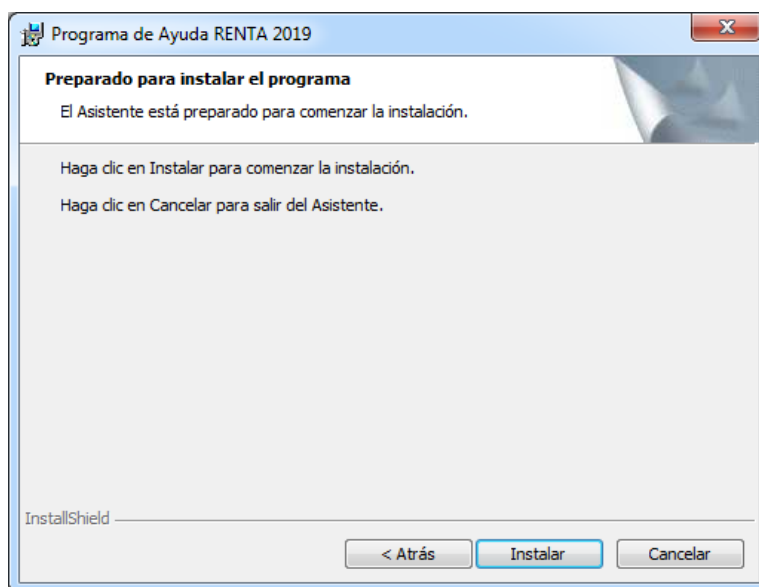 Programa de Ayuda RENTA 2019
Preparado para instalar el programa
El Asistente está preparado para comenzar la instalación.
Haga clic en Instalar para comenzar la instalación.
Haga clic en Cancelar para salir del Asistente.
InstallShield
< Atrás
Instalar
Cancelar